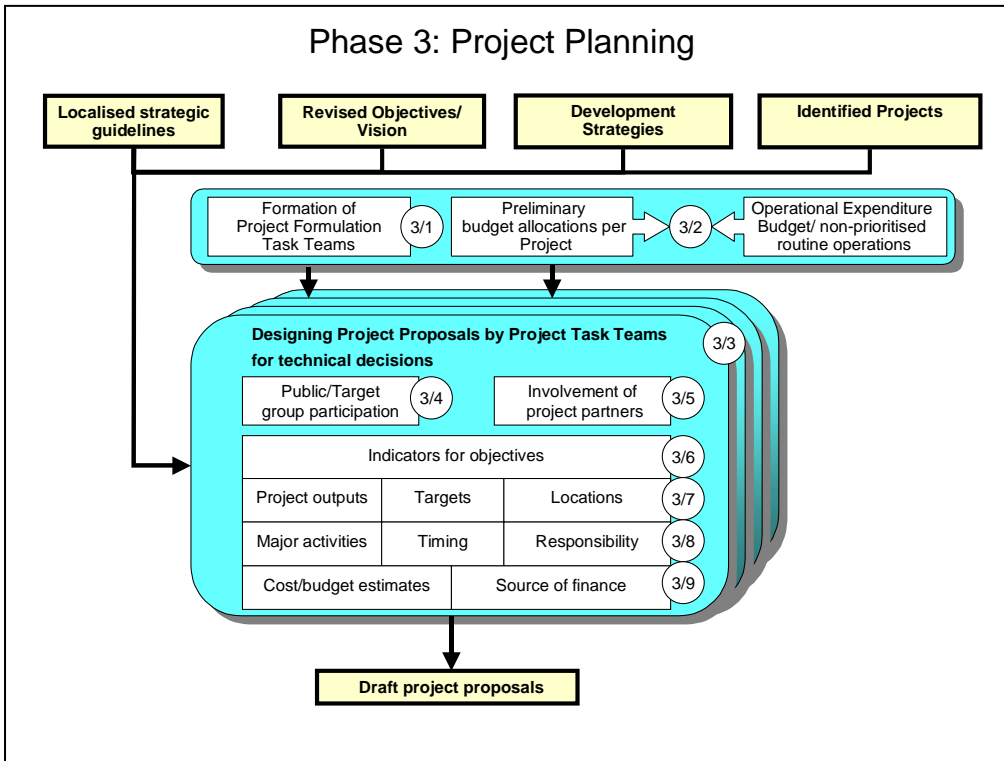 Phase 3: Project Planning
Localised strategic
guidelines
Revised Objectives/
Vision
Development
Strategies
Identified Projects
Formation of
Project Formulation
Task Teams
3/1
Preliminary
budget allocations per
Project
3/2
Operational Expenditure
Budget/ non-prioritised
routine operations
Designing Project Proposals by Project Task Teams
for technical decisions
3/3
Public/Target
group participation
3/4
Involvement of
project partners
3/5
Indicators for objectives
3/6
Project outputs
Targets
Locations
3/7
Major activities
Timing
Responsibility
3/8
Cost/budget estimates
Source of finance
3/9
Draft project proposals